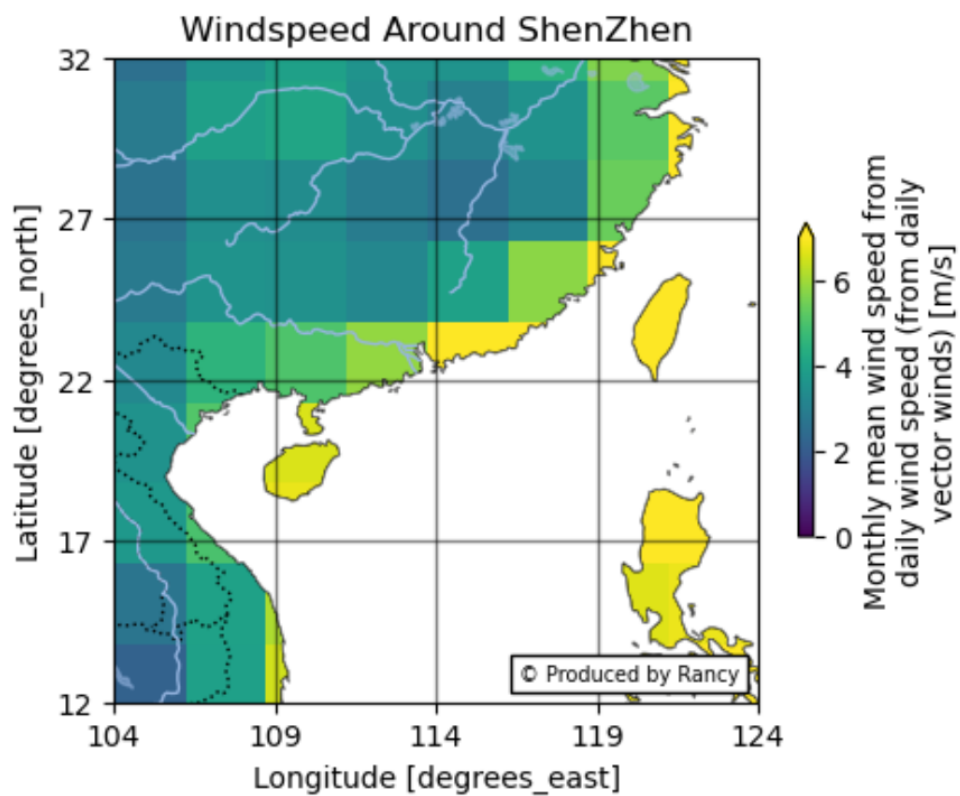 Windspeed Around ShenZhen
32
27
22
17
12
104
109
114
119
124
Latitude [degrees_north]
Longitude [degrees_east]
© Produced by Rancy
6
4
2
0
Monthly mean wind speed from
daily wind speed (from daily
vector winds) [m/s]